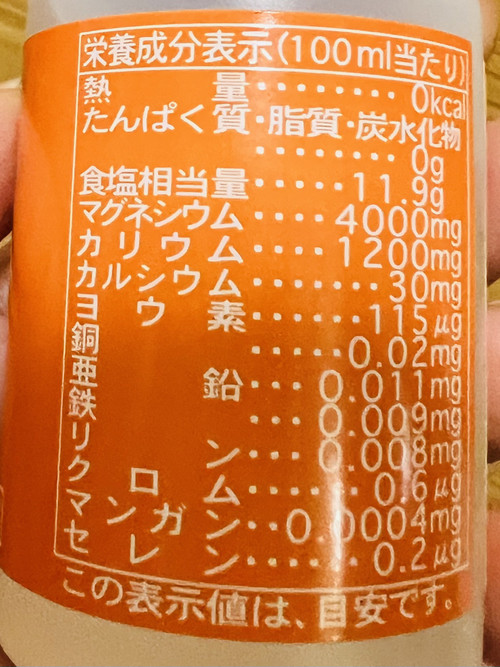 栄養成分表示(100ml当たり)
熱量········0kcal
たんぱく質·脂質·炭水化物
········0g
食塩相当量·····11.9g
マグネシウム····4000mg
カリウム····1200mg
カルシウム·····30mg
ヨウ素······115μg
銅·····0.02mg
亜鉛···0.011mg
鉄···0.009mg
リン···0.008mg
クロム·····0.6μg
マンガン··0.0004mg
セレン······0.2μg
この表示値は、目安です。